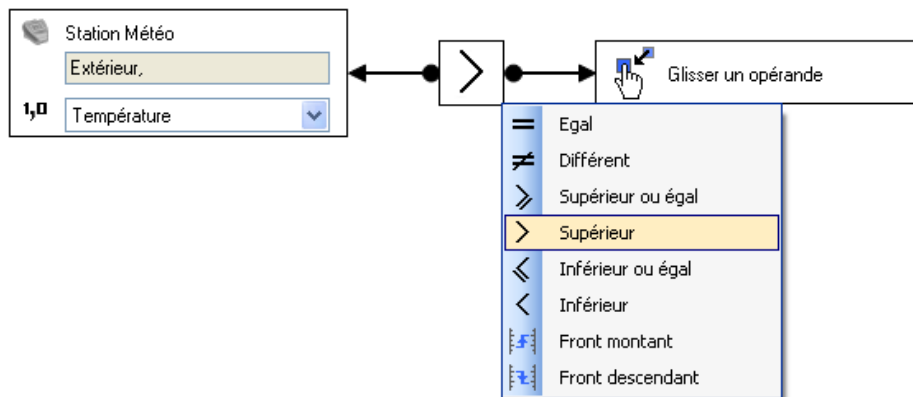 Station Météo
Extérieur,
1,0
Température
Glisser un opérande
Egal
Différent
Supérieur ou égal
Supérieur
Inférieur ou égal
Inférieur
Front montant
Front descendant